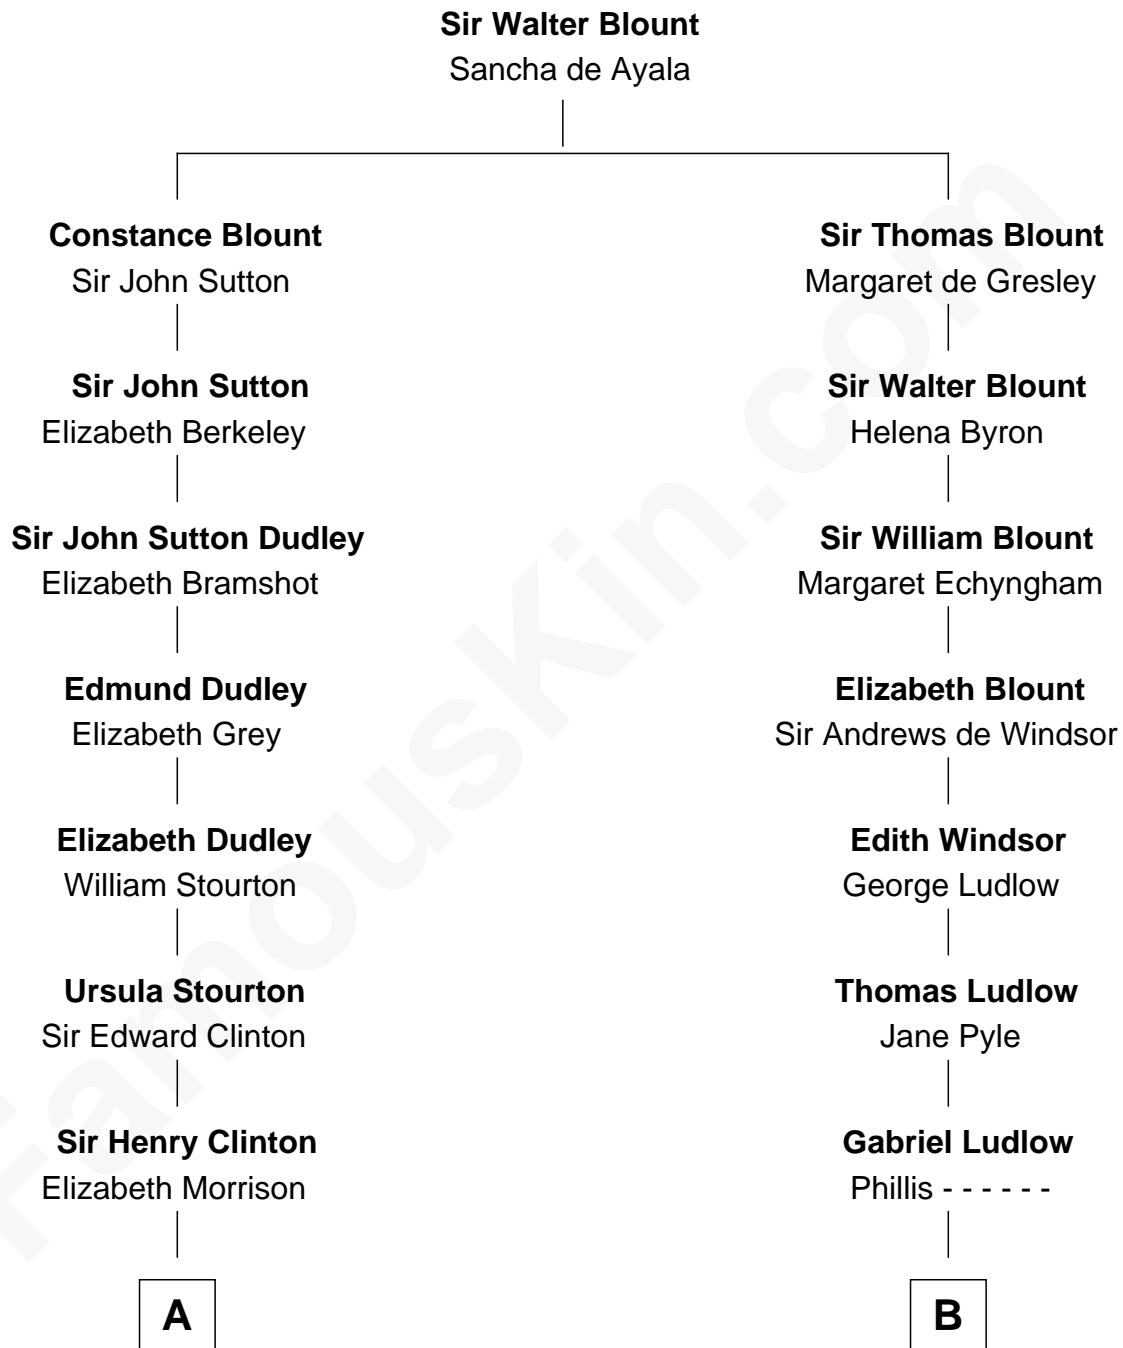 Sir Walter Blount
Sancha de Ayala
Constance Blount
Sir John Sutton
Sir Thomas Blount
Margaret de Gresley
Sir John Sutton
Elizabeth Berkeley
Sir Walter Blount
Helena Byron
Sir John Sutton Dudley
Elizabeth Bramshot
Sir William Blount
Margaret Echyngham
Edmund Dudley
Elizabeth Grey
Elizabeth Blount
Sir Andrews de Windsor
Elizabeth Dudley
William Stourton
Edith Windsor
George Ludlow
Ursula Stourton
Sir Edward Clinton
Thomas Ludlow
Jane Pyle
Sir Henry Clinton
Elizabeth Morrison
Gabriel Ludlow
Phillis - - - - - -
A
B
FamousKin.com